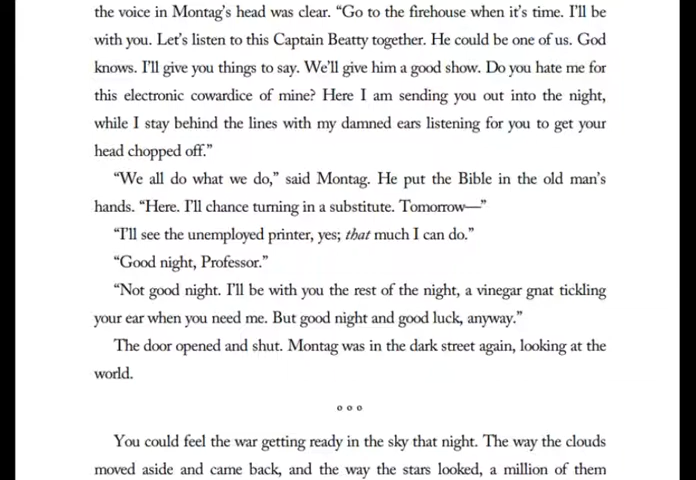 the voice in Montag's head was clear. “Go to the firehouse when it's time. I'll be
with you. Let's listen to this Captain Beatty together. He could be one of us. God
knows. I'll give you things to say. We'll give him a good show. Do you hate me for
this electronic cowardice of mine? Here I am sending you out into the night,
while I stay behind the lines with my damned ears listening for you to get your
head chopped off.”
“We all do what we do,” said Montag. He put the Bible in the old man's
hands. “Here. I'll chance turning in a substitute. Tomorrow—”
“I'll see the unemployed printer, yes; that much I can do.”
“Good night, Professor.”
“Not good night. I'll be with you the rest of the night, a vinegar gnat tickling
your ear when you need me. But good night and good luck, anyway.”
The door opened and shut. Montag was in the dark street again, looking at the
world.
o o o
You could feel the war getting ready in the sky that night. The way the clouds
moved aside and came back, and the way the stars looked, a million of them